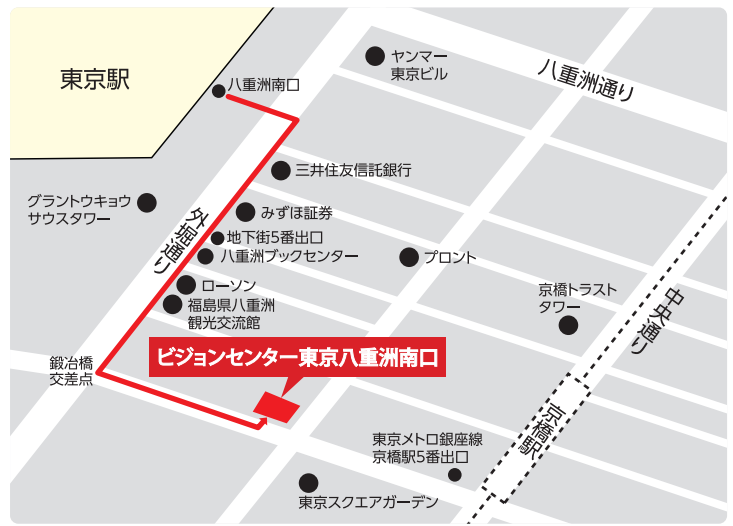 東京駅
八重洲南口
ヤンマー
東京ビル
八重洲通り
三井住友信託銀行
グラントウキョウ
サウスタワー
みずほ証券
外堀通り
地下街5番出口
八重洲ブックセンター
プロント
ローソン
京橋トラスト
タワー
中央通り
福島県八重洲
観光交流館
ビジョンセンター東京八重洲南口
鍛冶橋
交差点
京橋駅
東京メトロ銀座線
京橋駅5番出口
東京スクエアガーデン